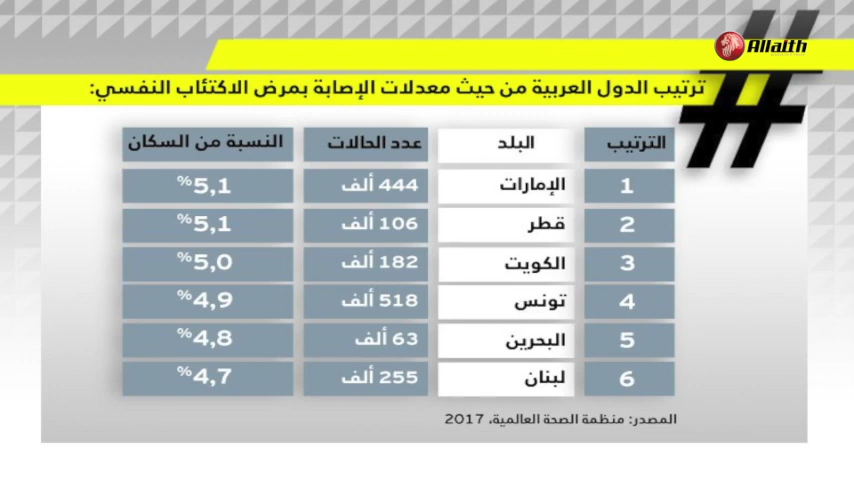 Allaith
ترتيب الدول العربية من حيث معدلات الإصابة بمرض الاكتئاب النفسي:
الترتيب البلد عدد الحالات النسبة من السكان
1 الإمارات 444 ألف 5,1%
2 قطر 106 ألف 5,1%
3 الكويت 182 ألف 5,0%
4 تونس 518 ألف 4,9%
5 البحرين 63 ألف 4,8%
6 لبنان 255 ألف 4,7%
المصدر: منظمة الصحة العالمية، 2017